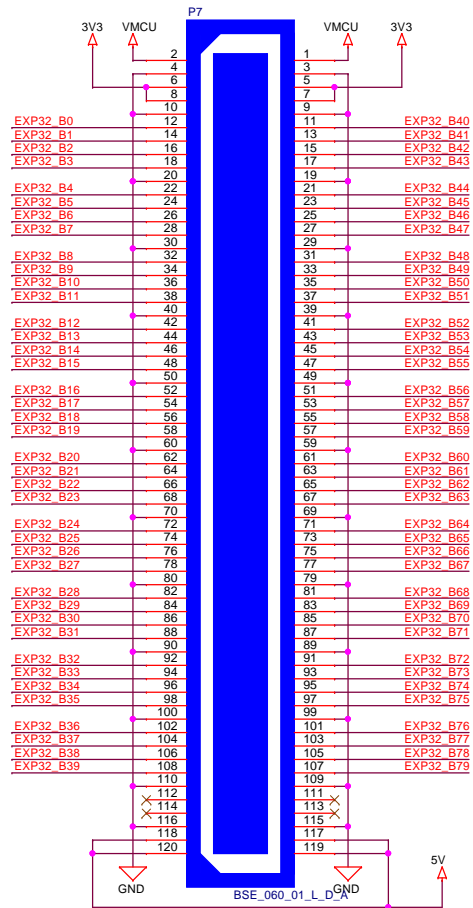 P7
3V3 VMCU VMCU 3V3
2 1
4 3
6 5
8 7
10 9
EXP32_B0 12 11 EXP32_B40
EXP32_B1 14 13 EXP32_B41
EXP32_B2 16 15 EXP32_B42
EXP32_B3 18 17 EXP32_B43
20 19
EXP32_B4 22 21 EXP32_B44
EXP32_B5 24 23 EXP32_B45
EXP32_B6 26 25 EXP32_B46
EXP32_B7 28 27 EXP32_B47
30 29
EXP32_B8 32 31 EXP32_B48
EXP32_B9 34 33 EXP32_B49
EXP32_B10 36 35 EXP32_B50
EXP32_B11 38 37 EXP32_B51
40 39
EXP32_B12 42 41 EXP32_B52
EXP32_B13 44 43 EXP32_B53
EXP32_B14 46 45 EXP32_B54
EXP32_B15 48 47 EXP32_B55
50 49
EXP32_B16 52 51 EXP32_B56
EXP32_B17 54 53 EXP32_B57
EXP32_B18 56 55 EXP32_B58
EXP32_B19 58 57 EXP32_B59
60 59
EXP32_B20 62 61 EXP32_B60
EXP32_B21 64 63 EXP32_B61
EXP32_B22 66 65 EXP32_B62
EXP32_B23 68 67 EXP32_B63
70 69
EXP32_B24 72 71 EXP32_B64
EXP32_B25 74 73 EXP32_B65
EXP32_B26 76 75 EXP32_B66
EXP32_B27 78 77 EXP32_B67
80 79
EXP32_B28 82 81 EXP32_B68
EXP32_B29 84 83 EXP32_B69
EXP32_B30 86 85 EXP32_B70
EXP32_B31 88 87 EXP32_B71
90 89
EXP32_B32 92 91 EXP32_B72
EXP32_B33 94 93 EXP32_B73
EXP32_B34 96 95 EXP32_B74
EXP32_B35 98 97 EXP32_B75
100 99
EXP32_B36 102 101 EXP32_B76
EXP32_B37 104 103 EXP32_B77
EXP32_B38 106 105 EXP32_B78
EXP32_B39 108 107 EXP32_B79
110 109
112 111
114 113
116 115
118 117
120 119
5V
GND GND
BSE_060_01_L_D_A